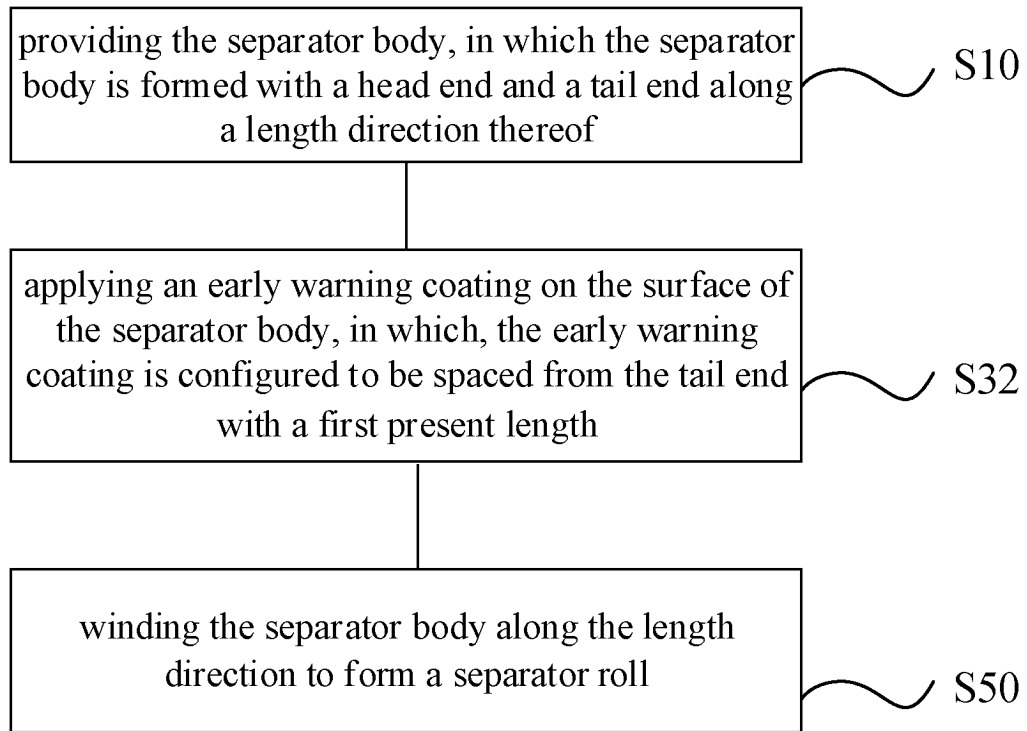 providing the separator body, in which the separator
body is formed with a head end and a tail end along
a length direction thereof
S10
applying an early warning coating on the surface of
the separator body, in which, the early warning
coating is configured to be spaced from the tail end
with a first present length
S32
winding the separator body along the length
direction to form a separator roll
S50